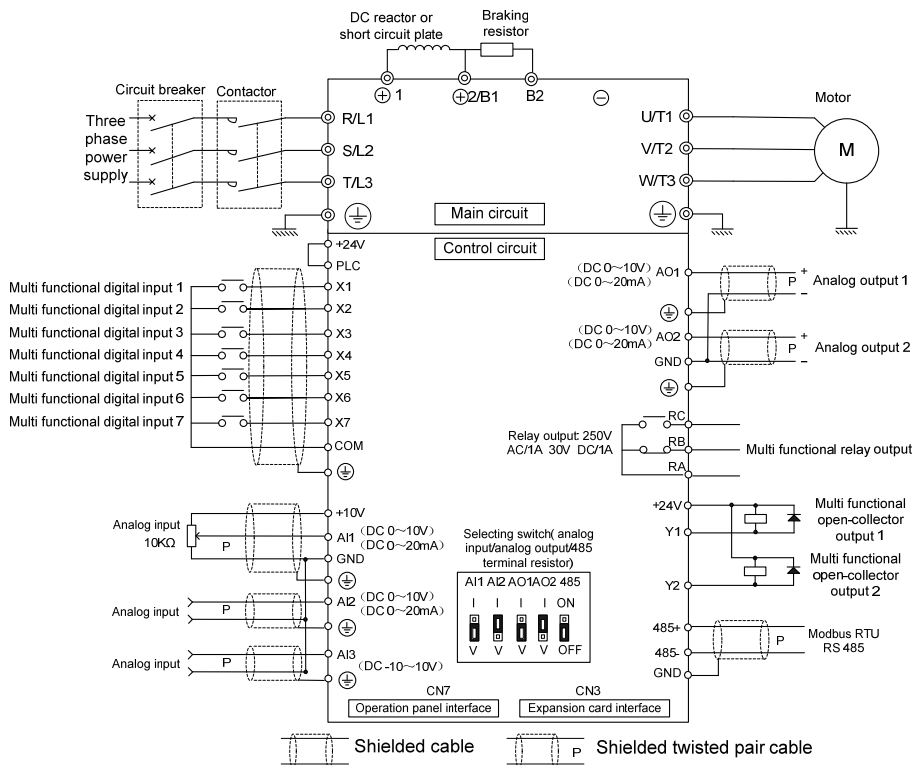 DC reactor or
short circuit plate
Braking
resistor
Circuit breaker
Contactor
1
2/B1
B2
Motor
Three
phase
power
supply
R/L1
S/L2
T/L3
U/T1
V/T2
W/T3
M
Main circuit
Control circuit
+24V
PLC
Multi functional digital input 1
X1
Multi functional digital input 2
X2
Multi functional digital input 3
X3
Multi functional digital input 4
X4
Multi functional digital input 5
X5
Multi functional digital input 6
X6
Multi functional digital input 7
X7
COM
(DC 0~10V)
(DC 0~20mA)
AO1
P
+
−
Analog output 1
(DC 0~10V)
(DC 0~20mA)
AO2
GND
P
+
−
Analog output 2
Relay output: 250V
AC/1A 30V DC/1A
RC
RB
RA
Multi functional relay output
+24V
Y1
Multi functional
open-collector
output 1
Y2
Multi functional
open-collector
output 2
Analog input
10KΩ
P
+10V
AI1
(DC 0~10V)
(DC 0~20mA)
GND
Analog input
P
AI2
(DC 0~10V)
(DC 0~20mA)
Analog input
P
AI3
(DC -10~10V)
Selecting switch( analog
input/analog output/485
terminal resistor)
AI1 AI2 AO1AO2 485
I I I I ON
V V V V OFF
485+
485-
GND
P
Modbus RTU
RS 485
CN7
Operation panel interface
CN3
Expansion card interface
Shielded cable
P
Shielded twisted pair cable